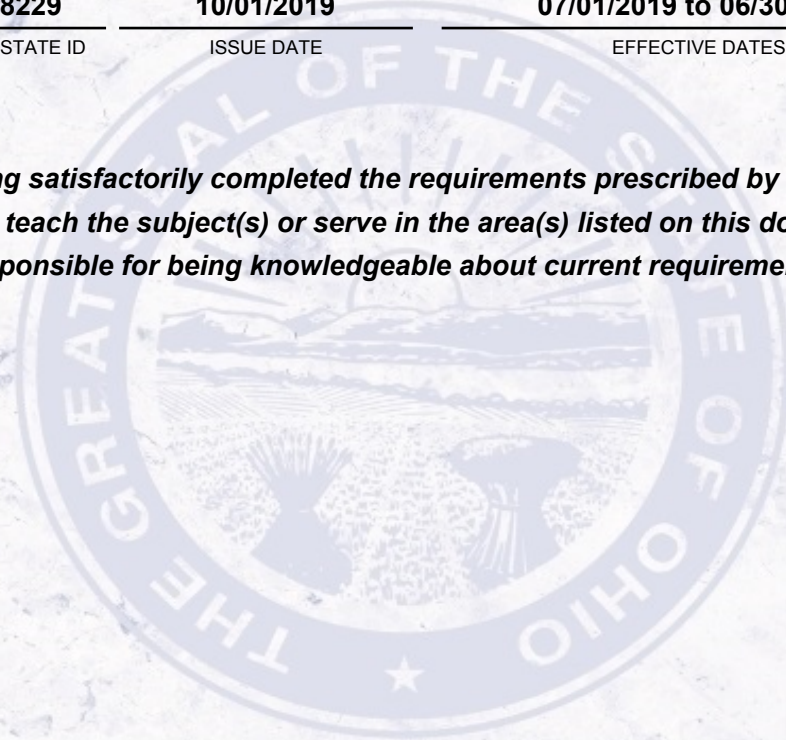 8229 10/01/2019 07/01/2019 to 06/30
STATE ID ISSUE DATE EFFECTIVE DATES
ng satisfactorily completed the requirements prescribed by
teach the subject(s) or serve in the area(s) listed on this do
ponsible for being knowledgeable about current requireme
THE GREAT SEAL OF THE STATE OF OHIO